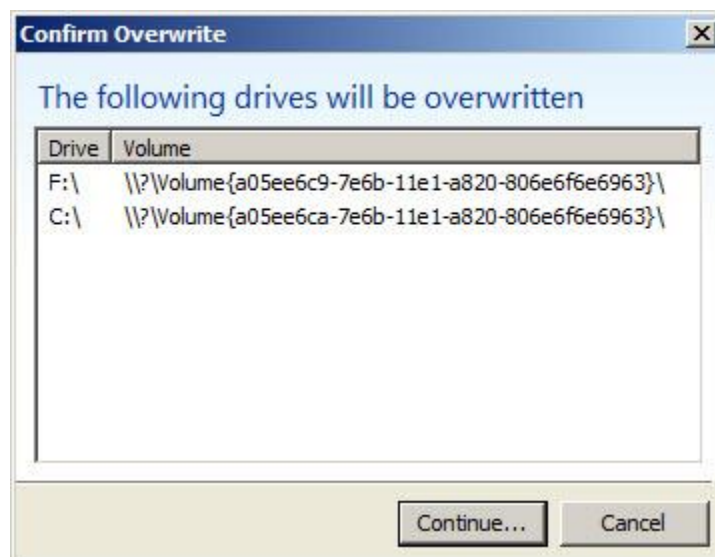 Confirm Overwrite
The following drives will be overwritten
Drive Volume
F:\ \\?\Volume{a05ee6c9-7e6b-11e1-a820-806e6f6e6963}\
C:\ \\?\Volume{a05ee6ca-7e6b-11e1-a820-806e6f6e6963}\
Continue... Cancel